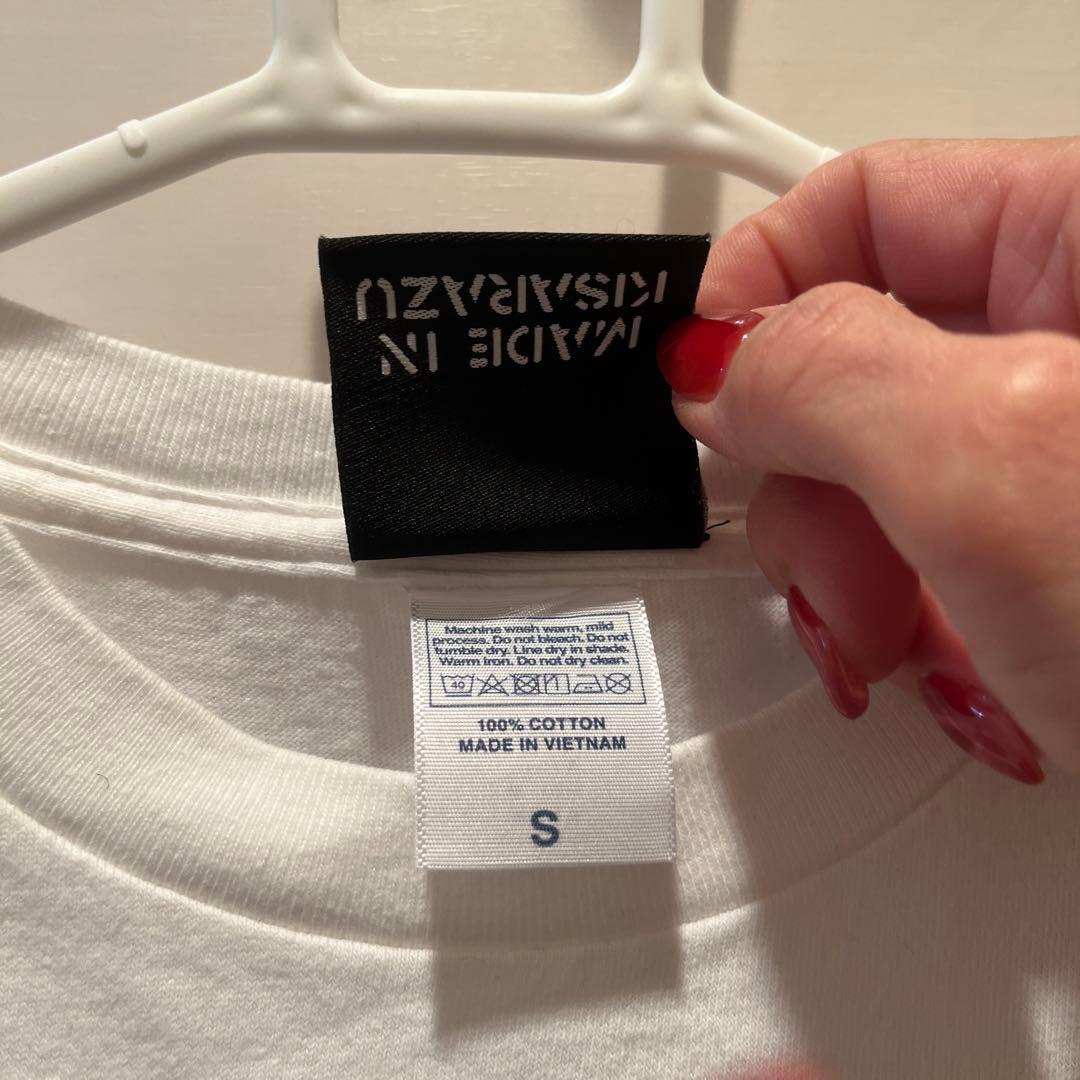 MADE IN
KISARAZU
Machine wash warm, mild
process. Do not bleach. Do not
tumble dry. Line dry in shade.
Warm iron. Do not dry clean.
40
100% COTTON
MADE IN VIETNAM
S